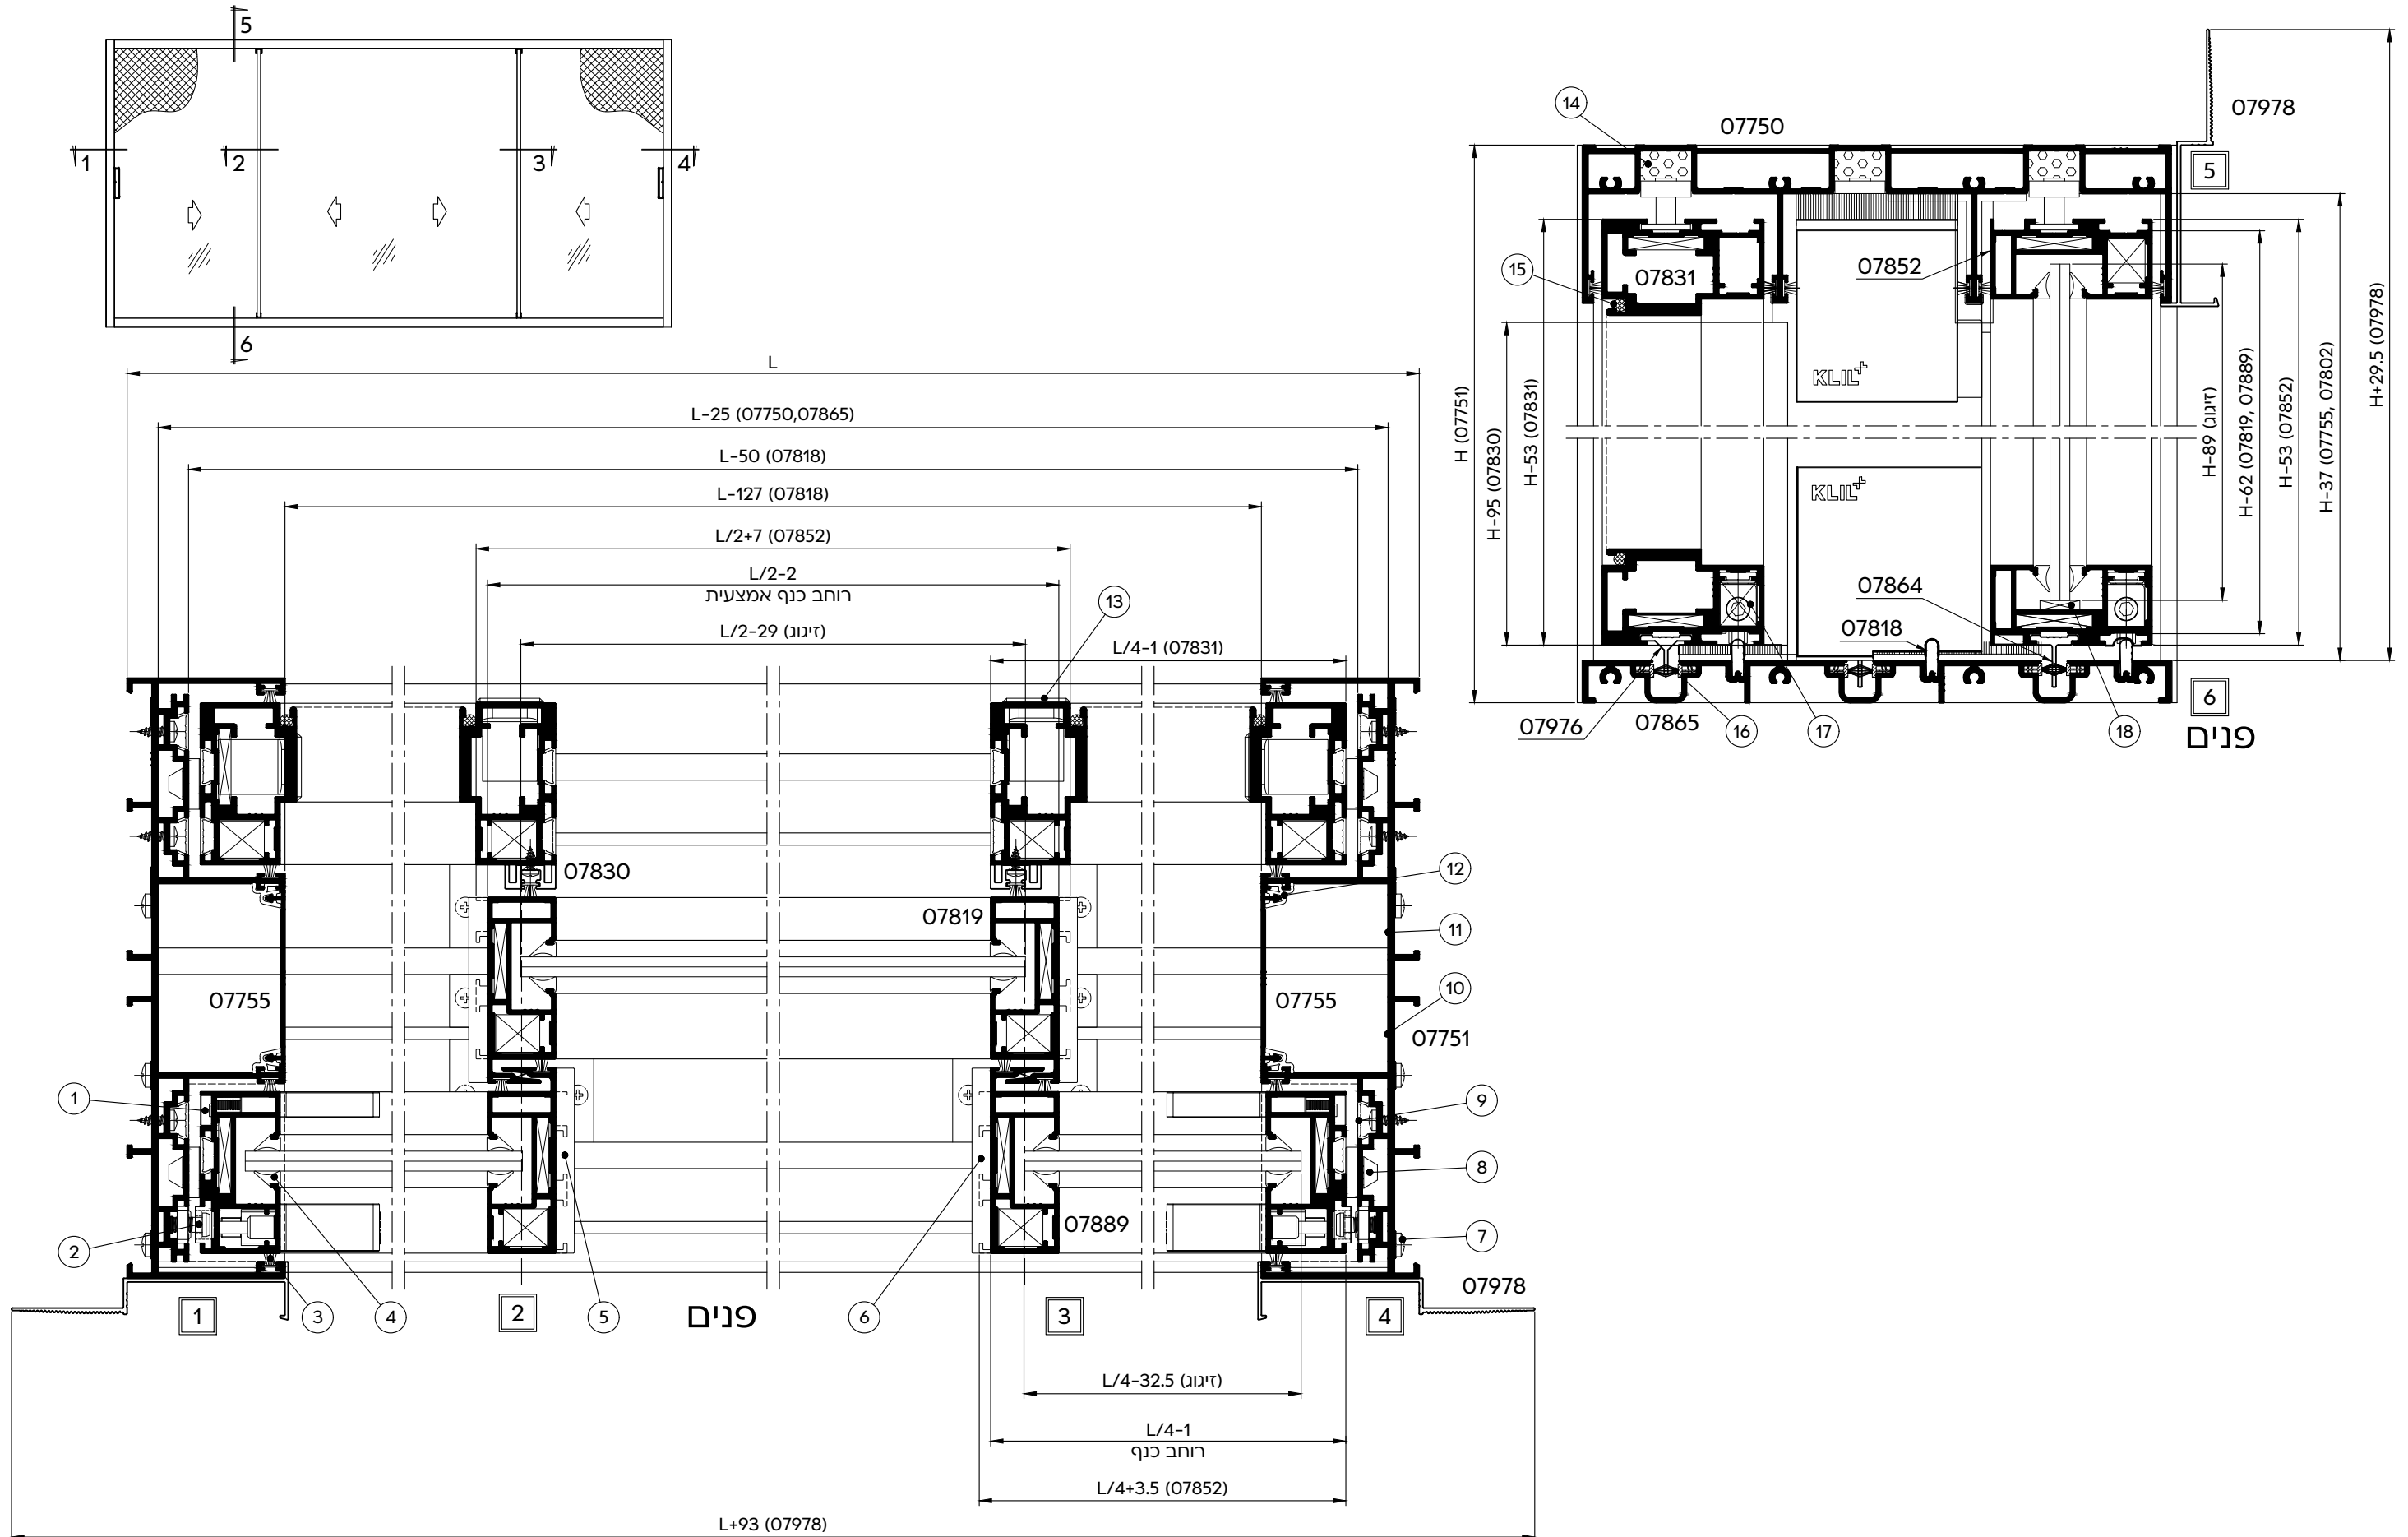 5
1
2
3
4
6
L
L-25 (07750,07865)
L-50 (07818)
L-127 (07818)
L/2+7 (07852)
L/2-2
רוחב כנף אמצעית
L/2-29 (זיגוג)
13
L/4-1 (07831)
07830
07819
12
11
07755
07755
10
07751
1
9
8
2
07889
7
07978
1
3
4
2
5
פנים
6
3
4
L/4-32.5 (זיגוג)
L/4-1
רוחב כנף
L/4+3.5 (07852)
L+93 (07978)
14
07750
07978
5
15
07831
07852
KLIL+
KLIL+
H (07751)
H-95 (07830)
H-53 (07831)
H-89 (זיגוג)
H-62 (07819, 07889)
H-53 (07852)
H-37 (07755, 07802)
H+29.5 (07978)
07864
07818
07976
07865
16
17
18
6
פנים